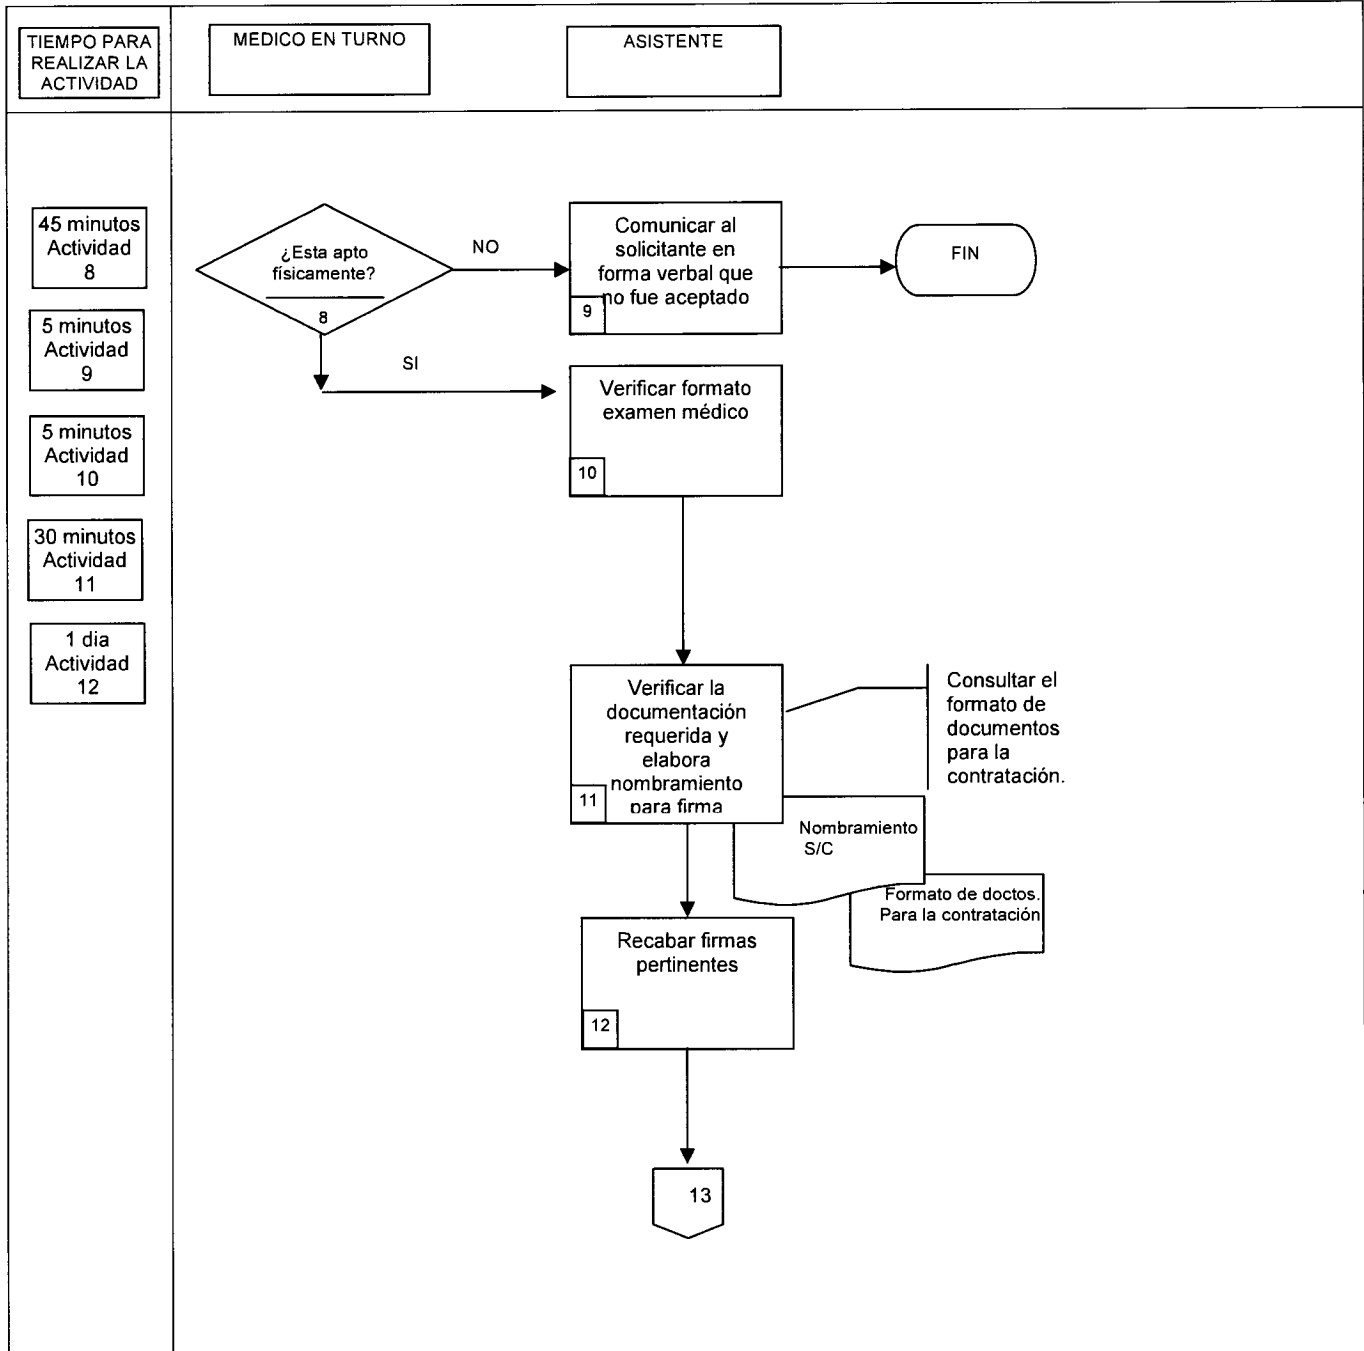 TIEMPO PARA
REALIZAR LA
ACTIVIDAD
MEDICO EN TURNO
ASISTENTE
45 minutos
Actividad
8
5 minutos
Actividad
9
5 minutos
Actividad
10
30 minutos
Actividad
11
1 dia
Actividad
12
¿Esta apto
físicamente?
8
NO
SI
Comunicar al
solicitante en
forma verbal que
no fue aceptado
9
FIN
Verificar formato
examen médico
10
Verificar la
documentación
requerida y
elabora
nombramiento
para firma
11
Consultar el
formato de
documentos
para la
contratación.
Nombramiento
S/C
Formato de doctos.
Para la contratación
Recabar firmas
pertinentes
12
13